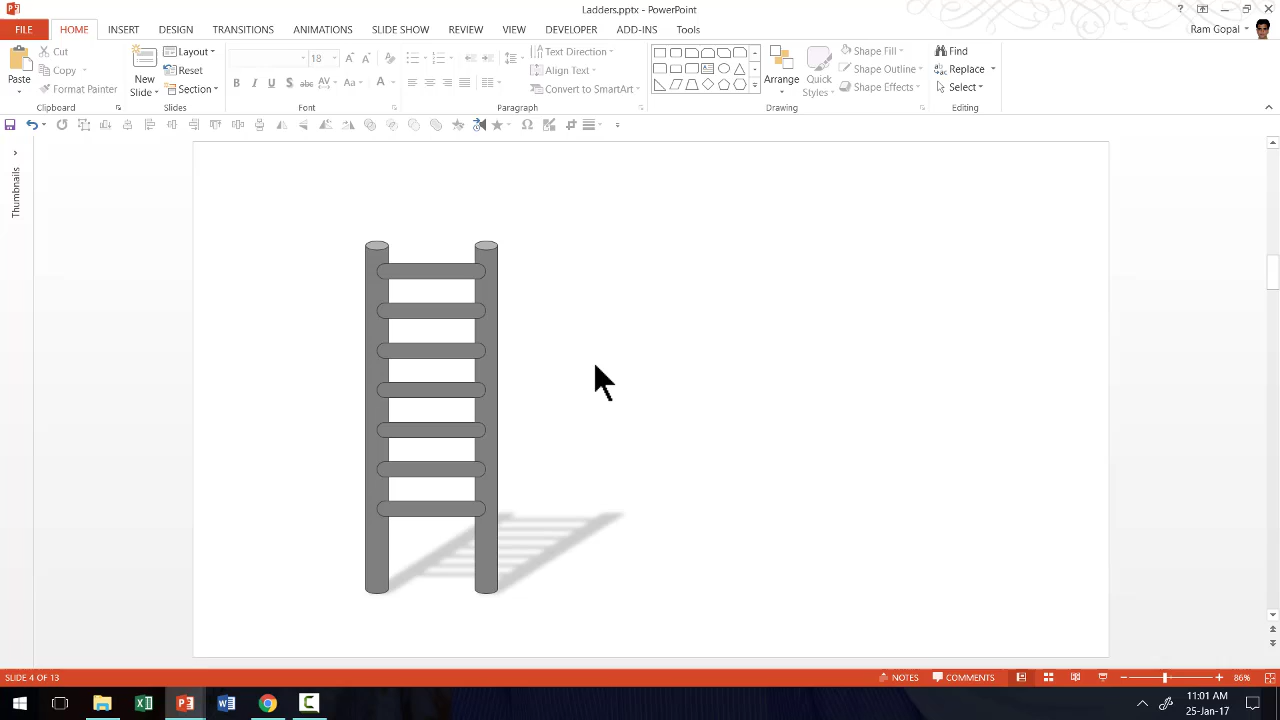 Ladders.pptx - PowerPoint
?
FILE HOME INSERT DESIGN TRANSITIONS ANIMATIONS SLIDE SHOW REVIEW VIEW DEVELOPER ADD-INS Tools Ram Gopal
Paste
Cut
Copy
Format Painter
Clipboard
New
Slide
Layout
Reset
Section
Slides
18
B I U S abc AV Aa A
Font
Text Direction
Align Text
Convert to SmartArt
Paragraph
Arrange
Quick
Styles
Shape Fill
Shape Outline
Shape Effects
Drawing
Find
Replace
Select
Editing
Thumbnails
SLIDE 4 OF 13 NOTES COMMENTS 86%
11:01 AM
25-Jan-17